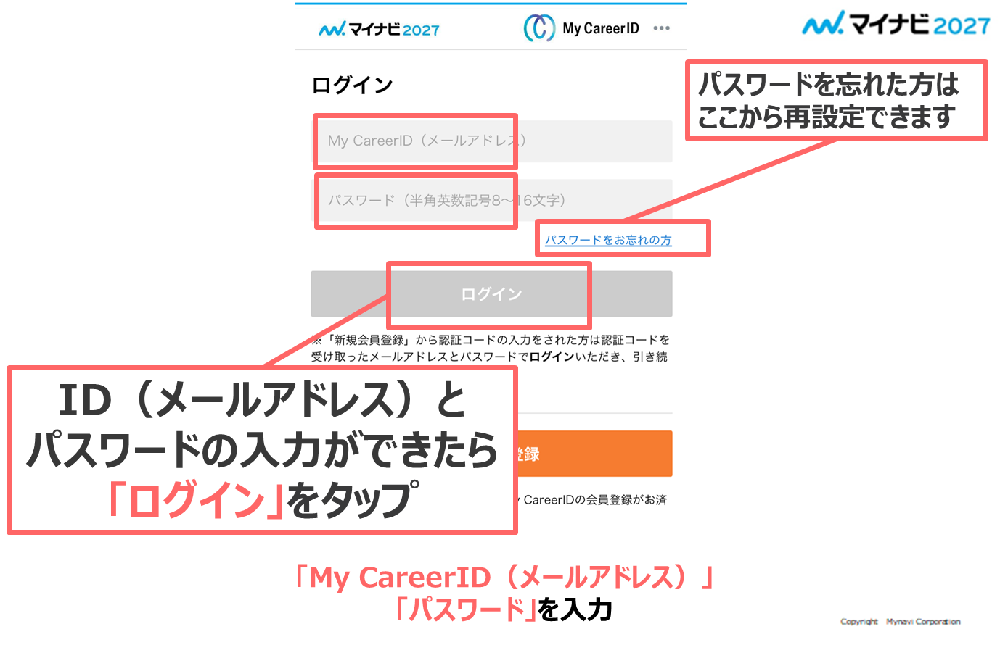 マイナビ2027
My CareerID
マイナビ2027
ログイン
パスワードを忘れた方は
ここから再設定できます
My CareerID（メールアドレス）
パスワード（半角英数記号8〜16文字）
パスワードをお忘れの方
ログイン
※「新規会員登録」から認証コードの入力をされた方は認証コードを
受け取ったメールアドレスとパスワードでログインいただき、引き続
ID（メールアドレス）と
パスワードの入力ができたら
「ログイン」をタップ
登録
CareerIDの会員登録がお済
「My CareerID（メールアドレス）」
「パスワード」を入力
Copyright Mynavi Corporation